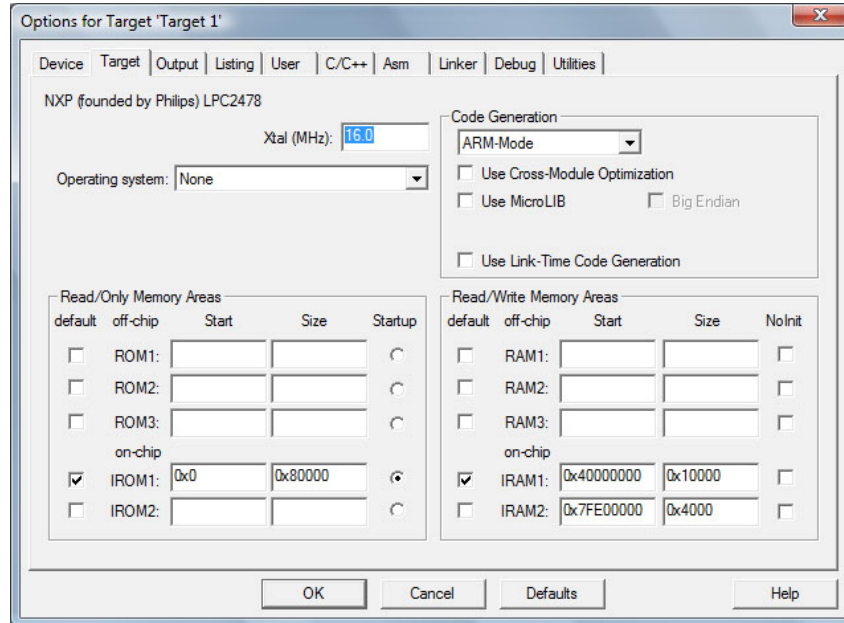 Options for Target 'Target 1'
Device Target Output Listing User C/C++ Asm Linker Debug Utilities
NXP (founded by Philips) LPC2478
Xtal (MHz): 16.0
Operating system: None
Code Generation
ARM-Mode
Use Cross-Module Optimization
Use MicroLIB Big Endian
Use Link-Time Code Generation
Read/Only Memory Areas
default off-chip Start Size Startup
ROM1:
ROM2:
ROM3:
on-chip
IROM1: 0x0 0x80000
IROM2:
Read/Write Memory Areas
default off-chip Start Size NoInit
RAM1:
RAM2:
RAM3:
on-chip
IRAM1: 0x40000000 0x10000
IRAM2: 0x7FE00000 0x4000
OK Cancel Defaults Help